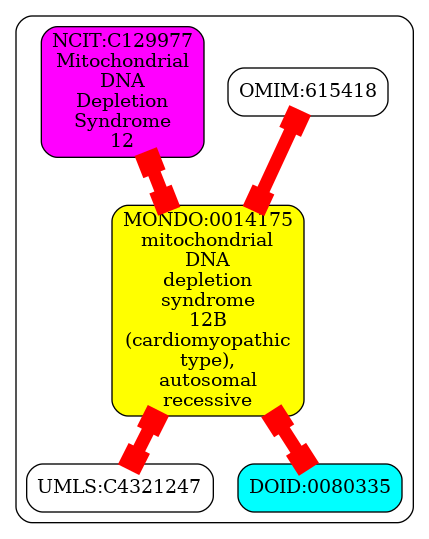 NCIT:C129977
Mitochondrial
DNA
Depletion
Syndrome
12
OMIM:615418
MONDO:0014175
mitochondrial
DNA
depletion
syndrome
12B
(cardiomyopathic
type),
autosomal
recessive
UMLS:C4321247
DOID:0080335